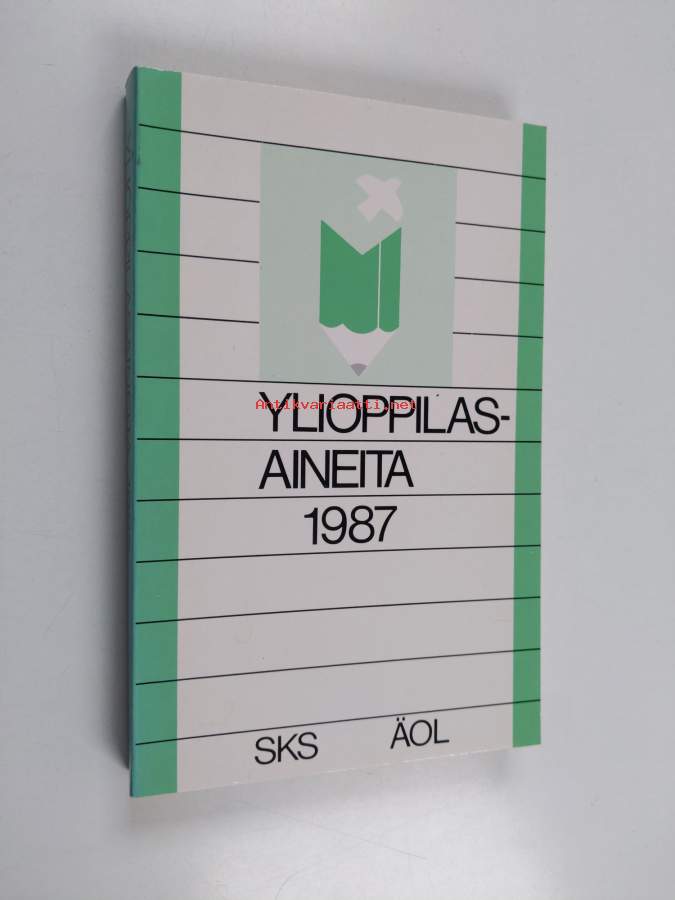 YLIOPPILAS-
Antikvariaatti.net
AINEITA
1987
SKS ÄOL